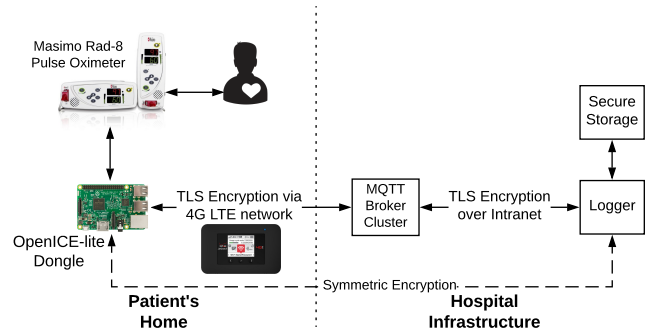 Masimo Rad-8
Pulse Oximeter
Secure
Storage
TLS Encryption via
4G LTE network
MQTT
Broker
Cluster
TLS Encryption
over Intranet
Logger
OpenICE-lite
Dongle
Symmetric Encryption
Patient's
Home
Hospital
Infrastructure